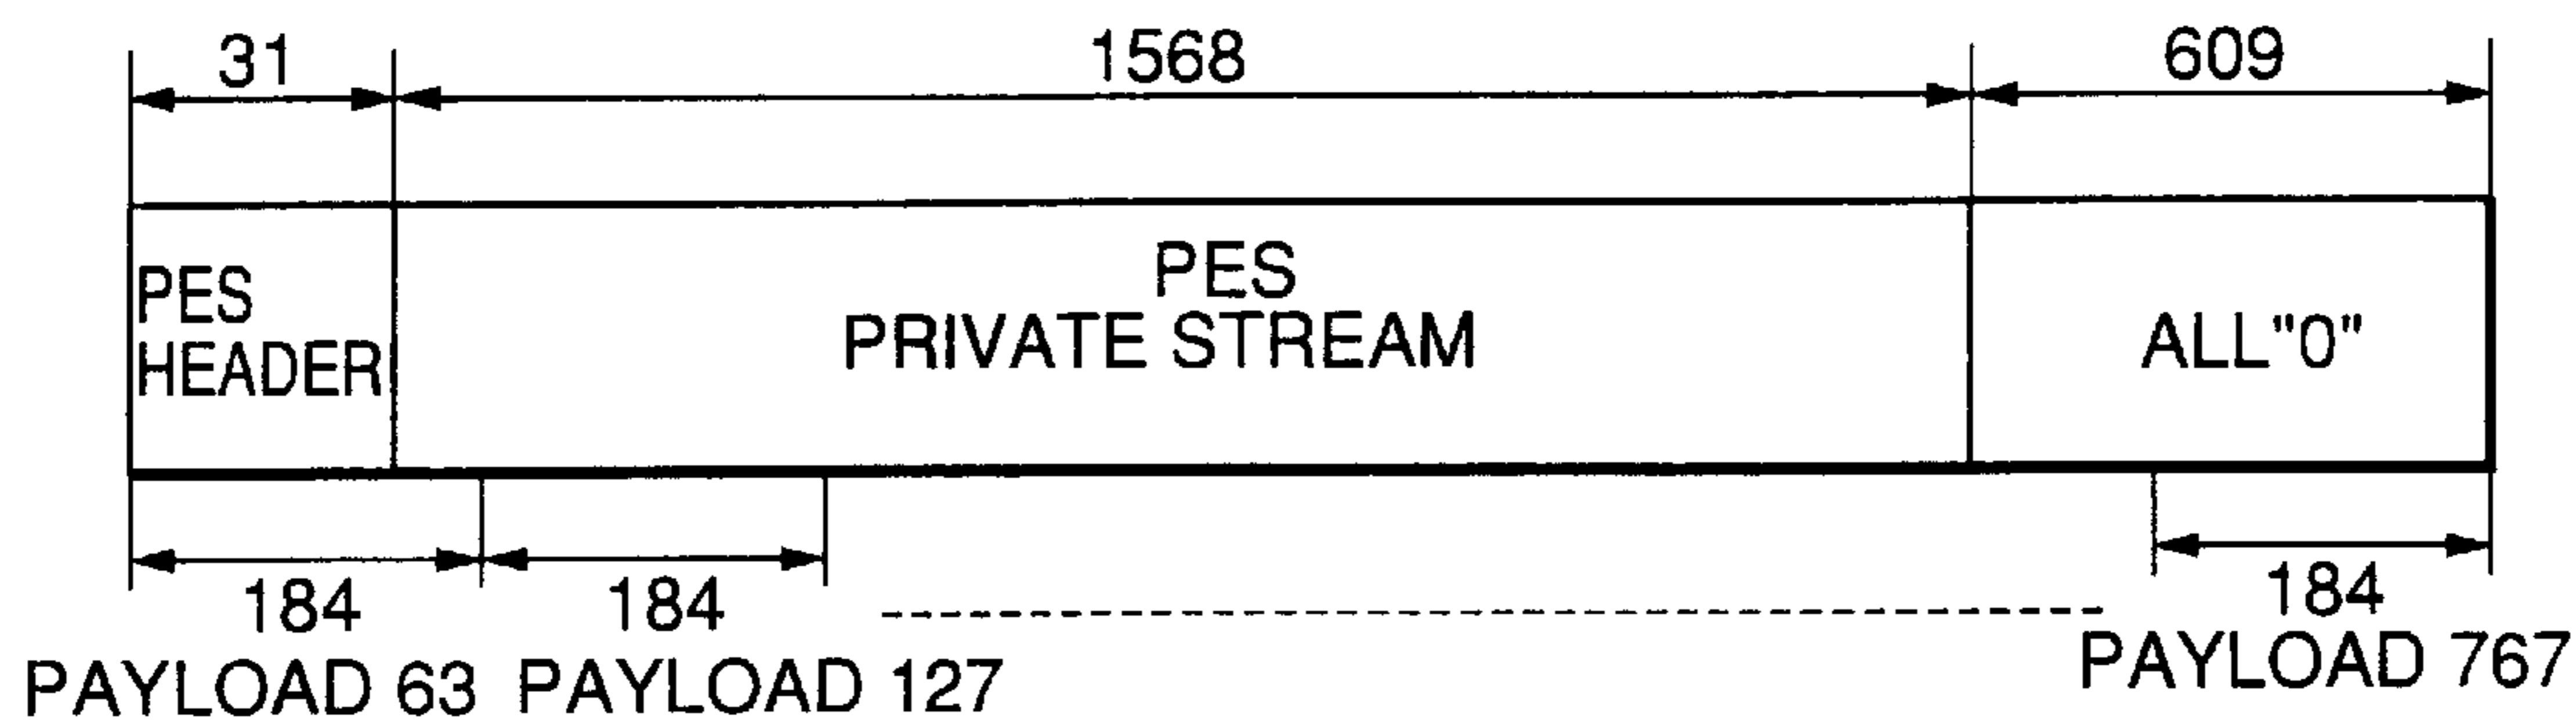 31 1568 609
PES
HEADER
PES
PRIVATE STREAM
ALL"0"
184 184 184
PAYLOAD 63 PAYLOAD 127 PAYLOAD 767